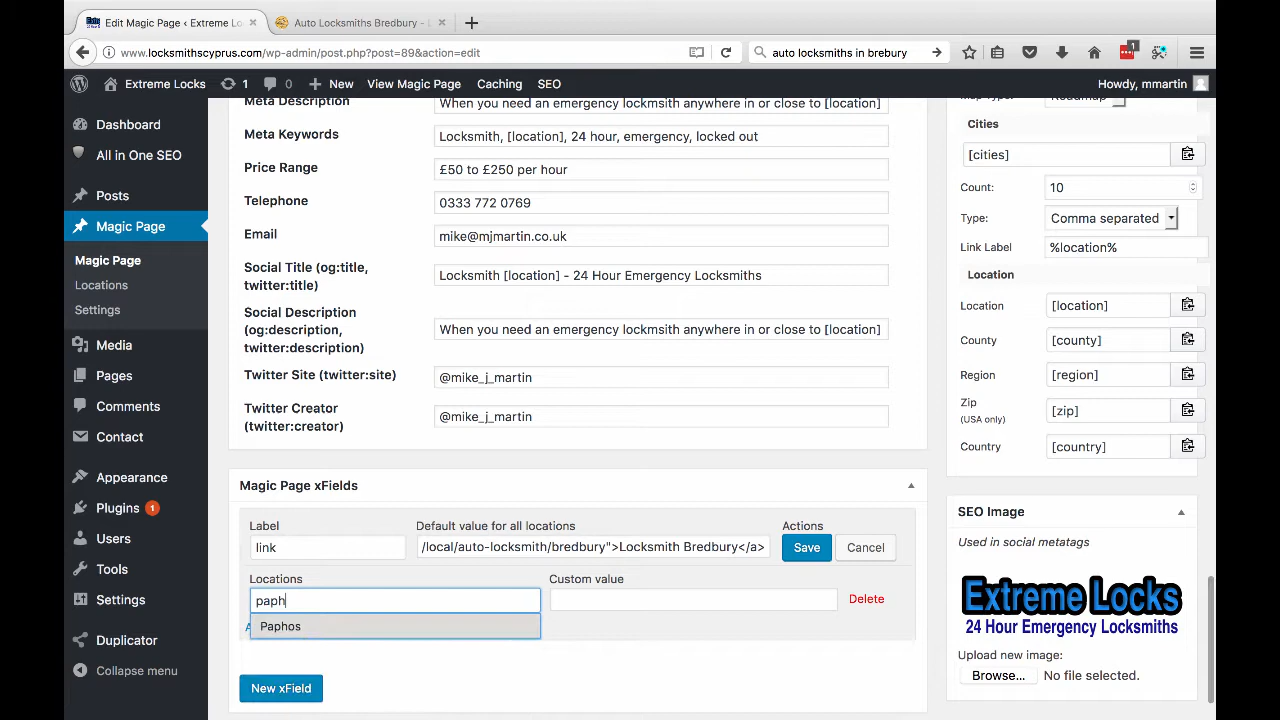 Edit Magic Page ‹ Extreme Lo
Auto Locksmiths Bredbury - L
www.locksmithscyprus.com/wp-admin/post.php?post=89&action=edit
auto locksmiths in brebury
1
Extreme Locks
1
0
New
View Magic Page
Caching
SEO
Howdy, mmartin
Dashboard
All in One SEO
Posts
Magic Page
Magic Page
Locations
Settings
Media
Pages
Comments
Contact
Appearance
Plugins 1
Users
Tools
Settings
Duplicator
Collapse menu
Meta Description
When you need an emergency locksmith anywhere in or close to [location]
Meta Keywords
Locksmith, [location], 24 hour, emergency, locked out
Price Range
£50 to £250 per hour
Telephone
0333 772 0769
Email
mike@mjmartin.co.uk
Social Title (og:title,
twitter:title)
Locksmith [location] - 24 Hour Emergency Locksmiths
Social Description
(og:description,
twitter:description)
When you need an emergency locksmith anywhere in or close to [location]
Twitter Site (twitter:site)
@mike_j_martin
Twitter Creator
(twitter:creator)
@mike_j_martin
Magic Page xFields
Label
Default value for all locations
Actions
link
/local/auto-locksmith/bredbury">Locksmith Bredbury</a>
Save
Cancel
Locations
Custom value
paph
Delete
Paphos
New xField
Map Type:
Roadmap
Cities
[cities]
Count:
10
Type:
Comma separated
Link Label
%location%
Location
Location
[location]
County
[county]
Region
[region]
Zip
(USA only)
[zip]
Country
[country]
SEO Image
Used in social metatags
Extreme Locks
24 Hour Emergency Locksmiths
Upload new image:
Browse...
No file selected.